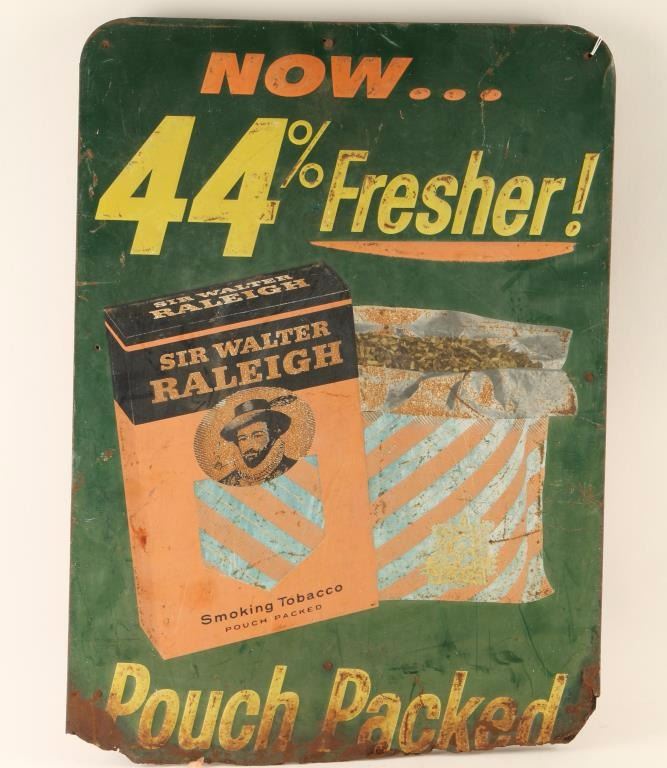 NOW...
44% Fresher!
SIR WALTER
RALEIGH
SIR WALTER
RALEIGH
Smoking Tobacco
POUCH PACKED
Pouch Packed